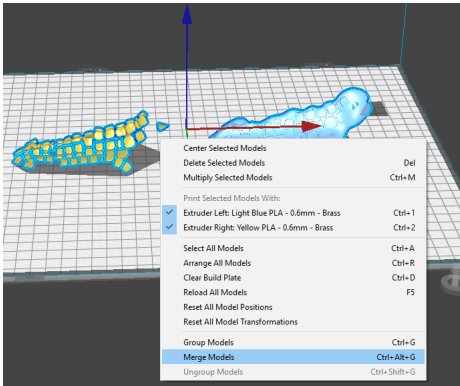 Center Selected Models
Delete Selected Models Del
Multiply Selected Models Ctrl+M
Print Selected Models With:
Extruder Left: Light Blue PLA - 0.6mm - Brass Ctrl+1
Extruder Right: Yellow PLA - 0.6mm - Brass Ctrl+2
Select All Models Ctrl+A
Arrange All Models Ctrl+R
Clear Build Plate Ctrl+D
Reload All Models F5
Reset All Model Positions
Reset All Model Transformations
Group Models Ctrl+G
Merge Models Ctrl+Alt+G
Ungroup Models Ctrl+Shift+G